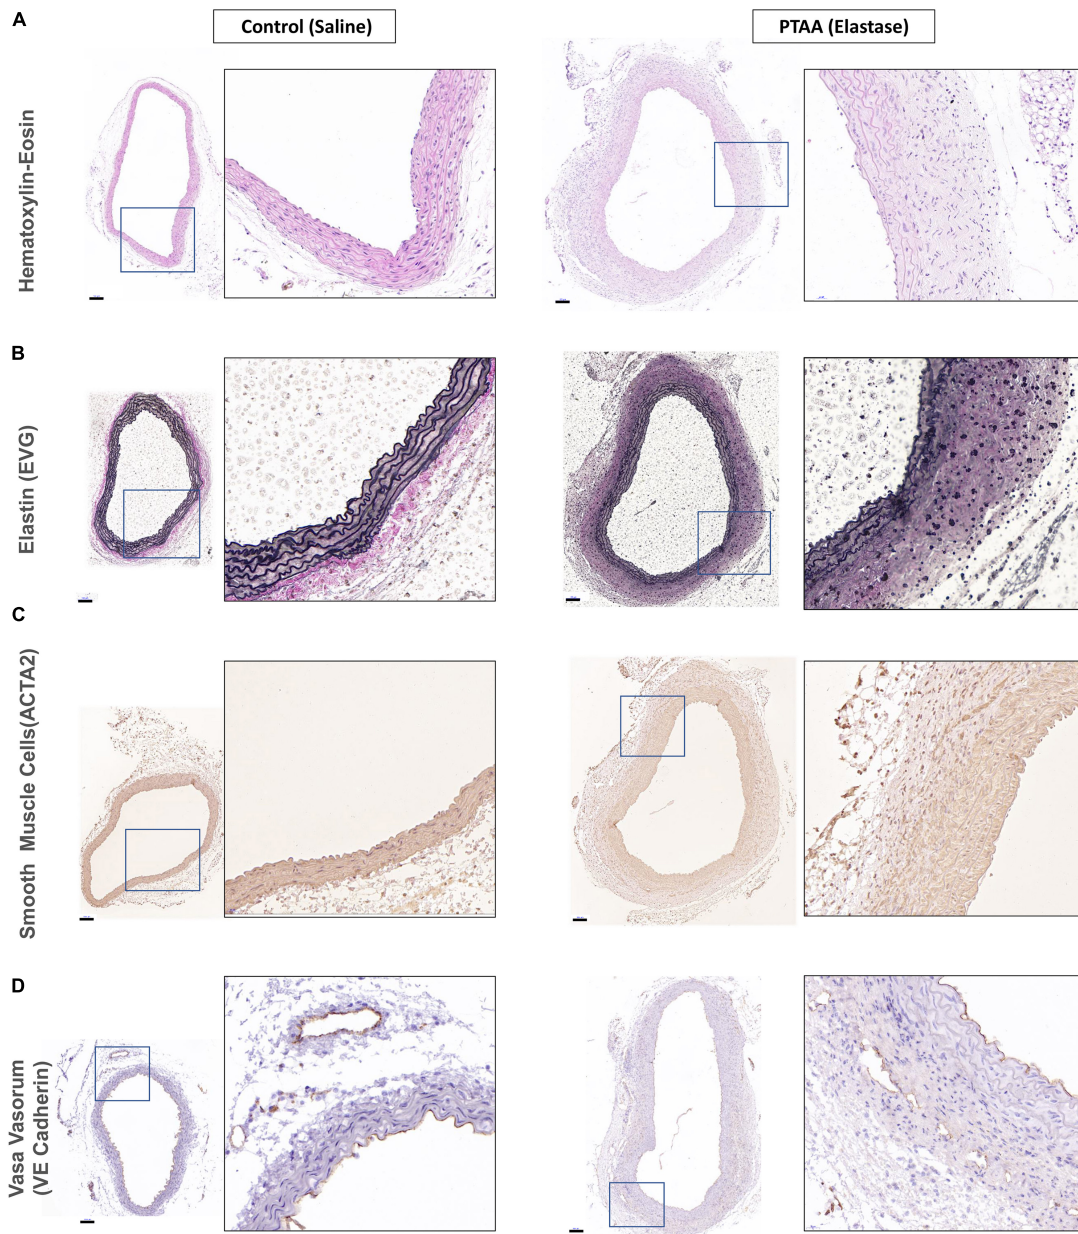 A
Control (Saline)
PTAA (Elastase)
Hematoxylin-Eosin
B
Elastin (EVG)
C
Smooth Muscle Cells(ACTA2)
D
Vasa Vasorum
(VE Cadherin)